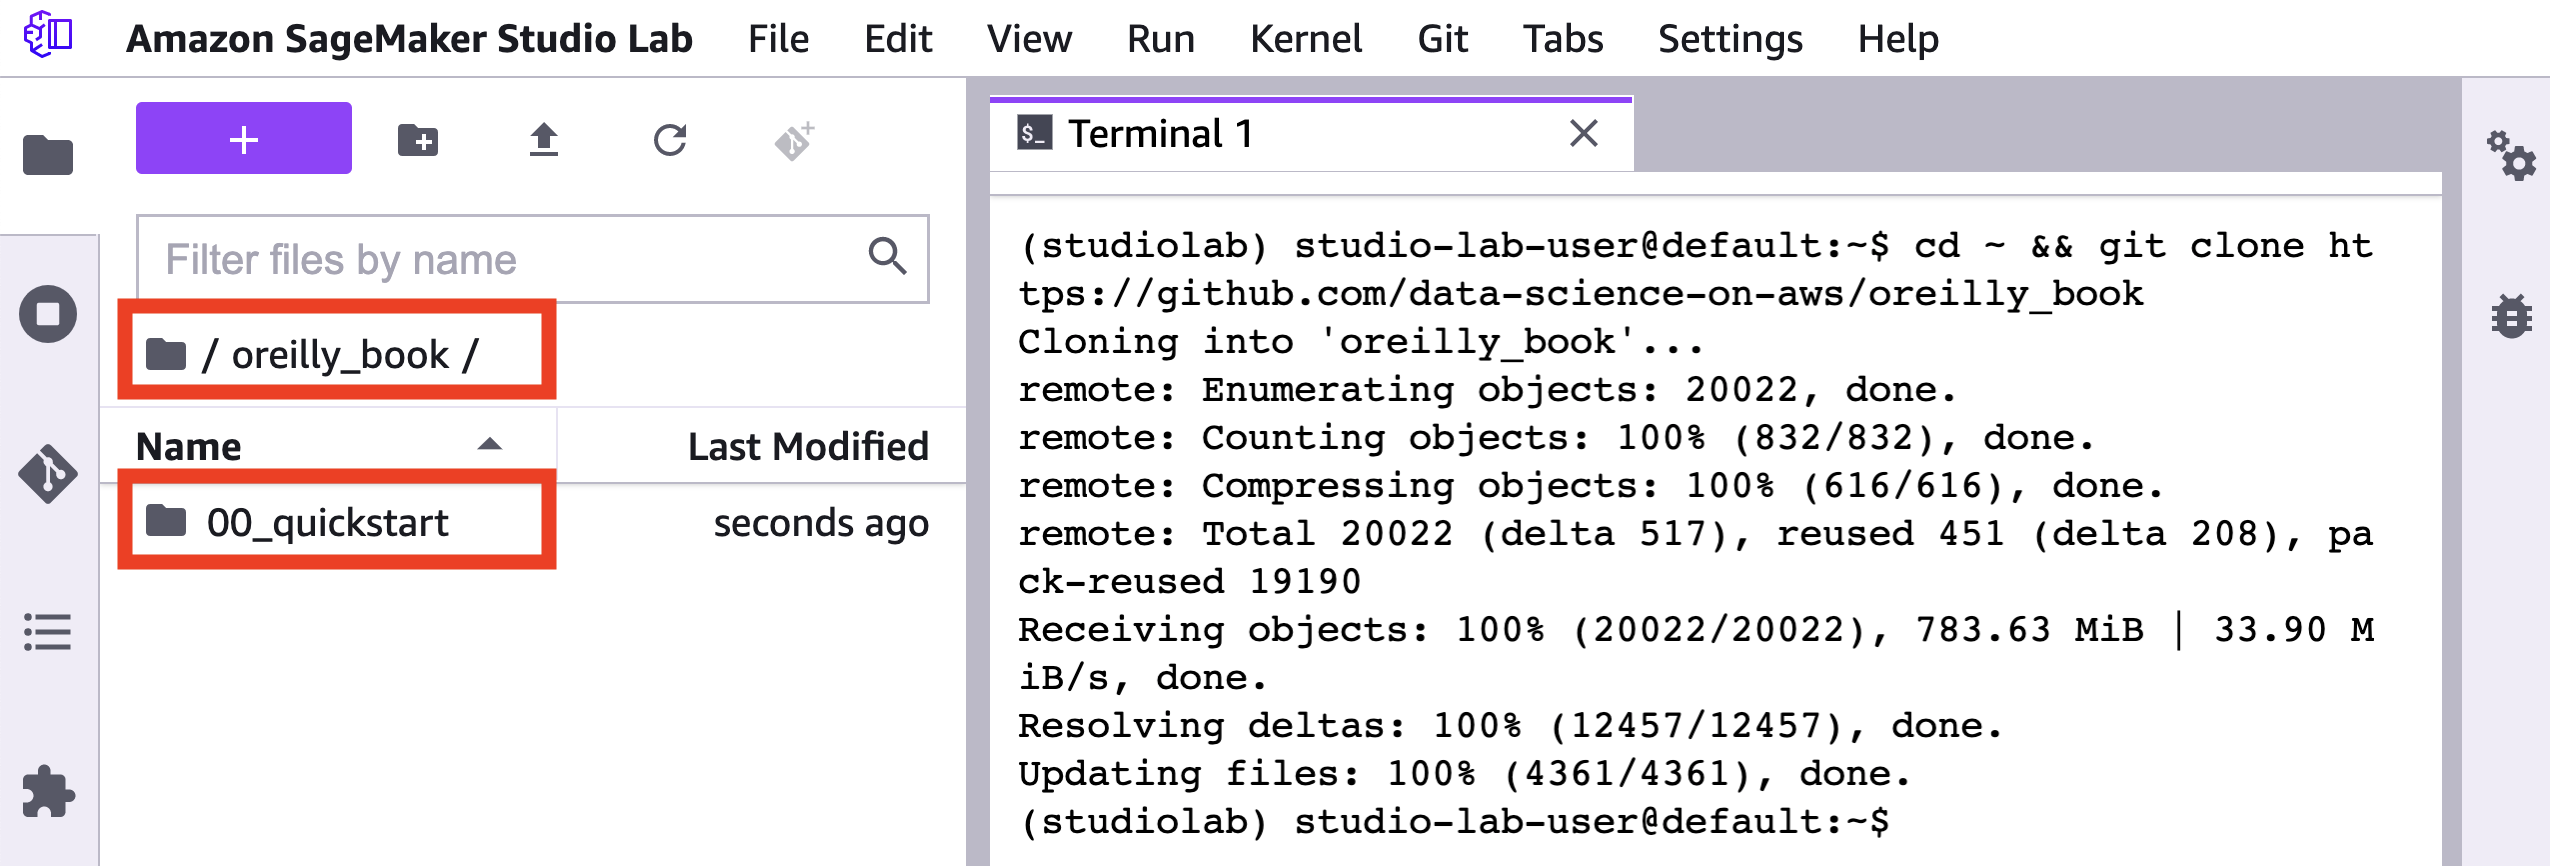 Amazon SageMaker Studio Lab File Edit View Run Kernel Git Tabs Settings Help
+
Filter files by name
/ oreilly_book /
Name Last Modified
00_quickstart seconds ago
$_ Terminal 1
(studiolab) studio-lab-user@default:~$ cd ~ && git clone ht
tps://github.com/data-science-on-aws/oreilly_book
Cloning into 'oreilly_book'...
remote: Enumerating objects: 20022, done.
remote: Counting objects: 100% (832/832), done.
remote: Compressing objects: 100% (616/616), done.
remote: Total 20022 (delta 517), reused 451 (delta 208), pa
ck-reused 19190
Receiving objects: 100% (20022/20022), 783.63 MiB | 33.90 M
iB/s, done.
Resolving deltas: 100% (12457/12457), done.
Updating files: 100% (4361/4361), done.
(studiolab) studio-lab-user@default:~$